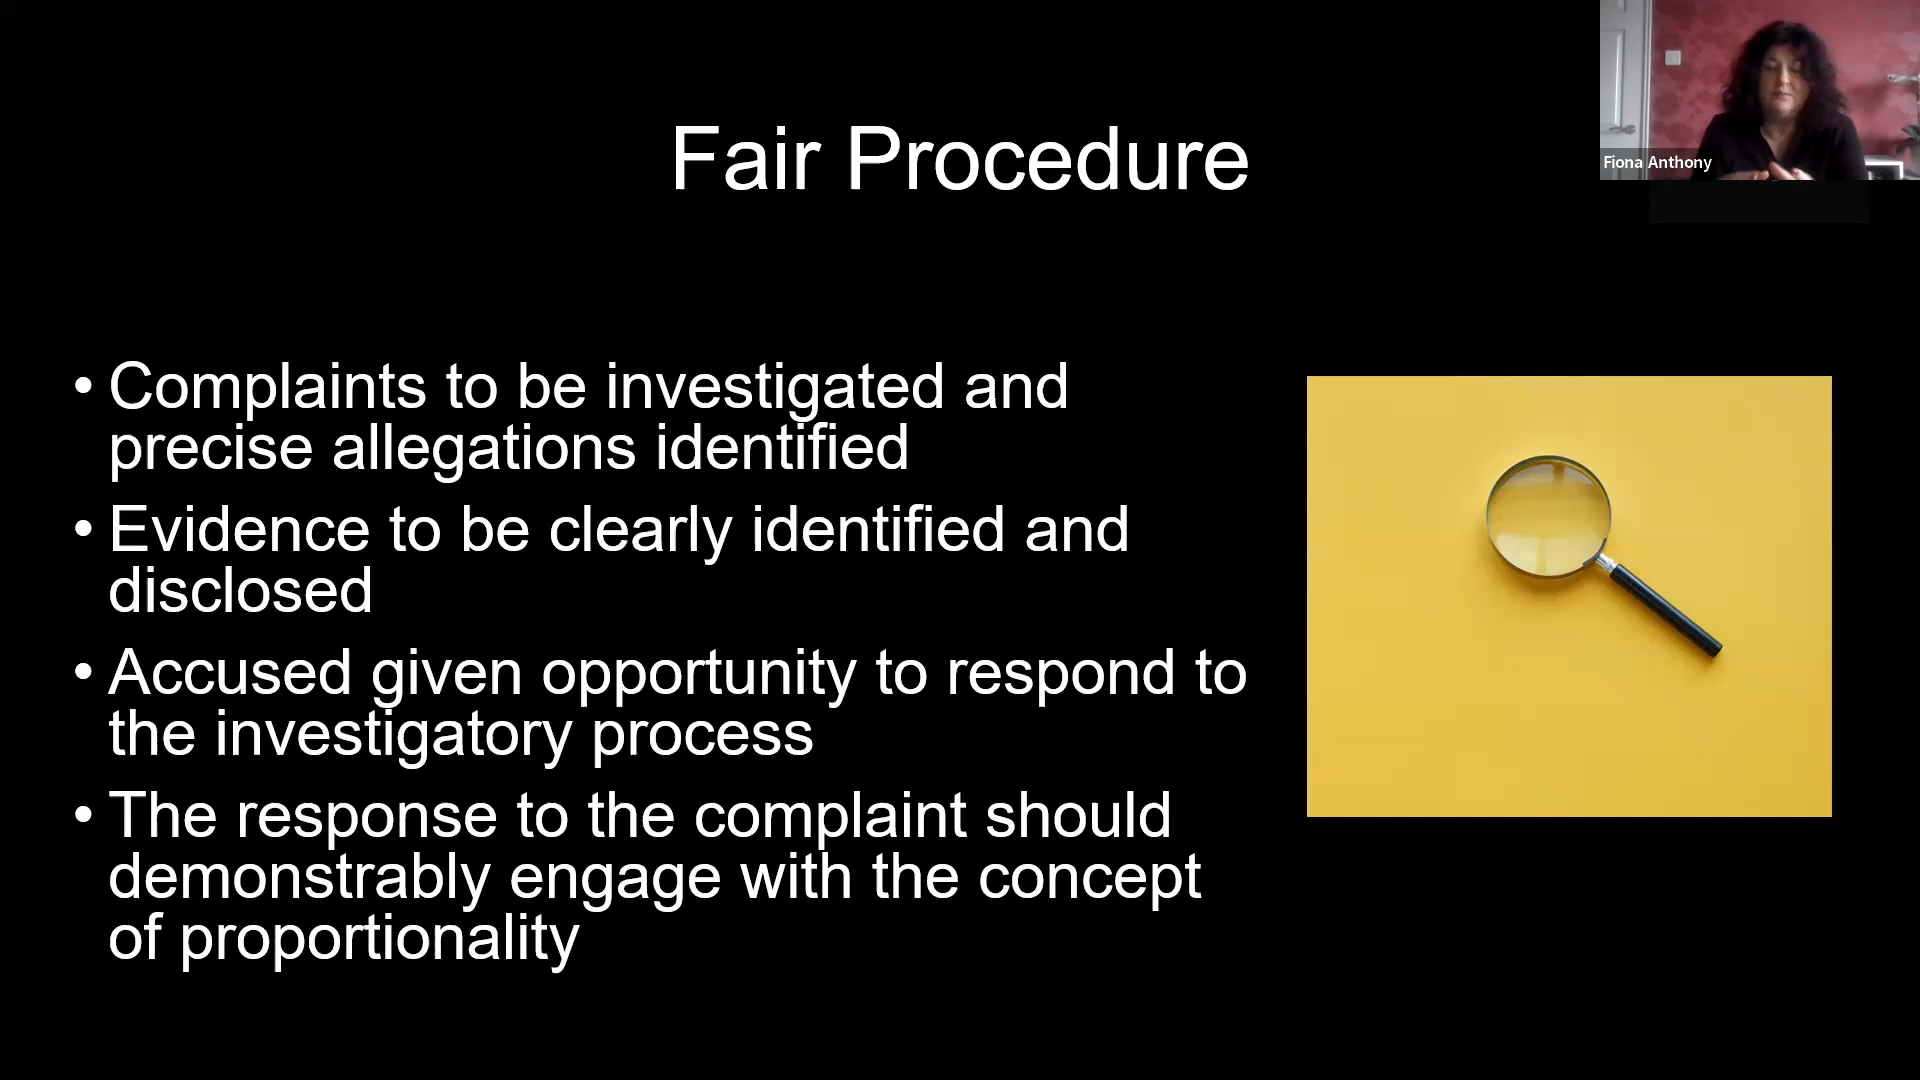 Fair Procedure
Fiona Anthony
• Complaints to be investigated and
precise allegations identified
• Evidence to be clearly identified and
disclosed
• Accused given opportunity to respond to
the investigatory process
• The response to the complaint should
demonstrably engage with the concept
of proportionality